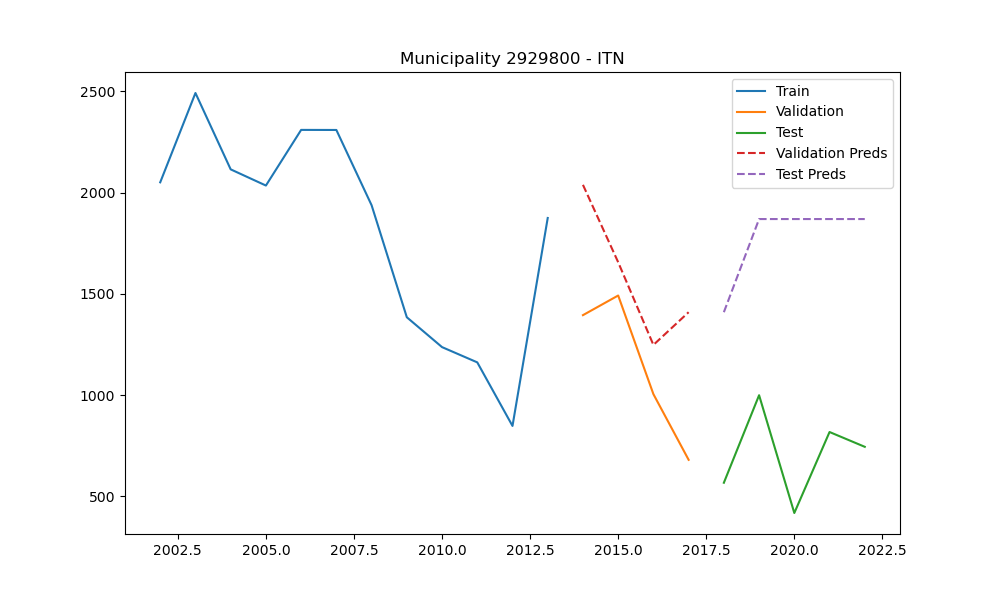 Municipality 2929800 - ITN
Train
Validation
Test
Validation Preds
Test Preds
2500
2000
1500
1000
500
2002.5 2005.0 2007.5 2010.0 2012.5 2015.0 2017.5 2020.0 2022.5